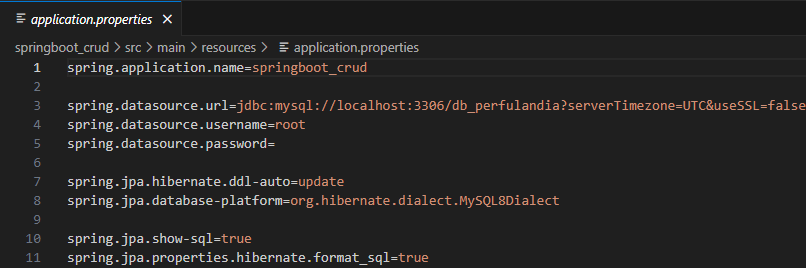 application.properties ×
springboot_crud > src > main > resources > application.properties
1 spring.application.name=springboot_crud
2
3 spring.datasource.url=jdbc:mysql://localhost:3306/db_perfulandia?serverTimezone=UTC&useSSL=false
4 spring.datasource.username=root
5 spring.datasource.password=
6
7 spring.jpa.hibernate.ddl-auto=update
8 spring.jpa.database-platform=org.hibernate.dialect.MySQL8Dialect
9
10 spring.jpa.show-sql=true
11 spring.jpa.properties.hibernate.format_sql=true